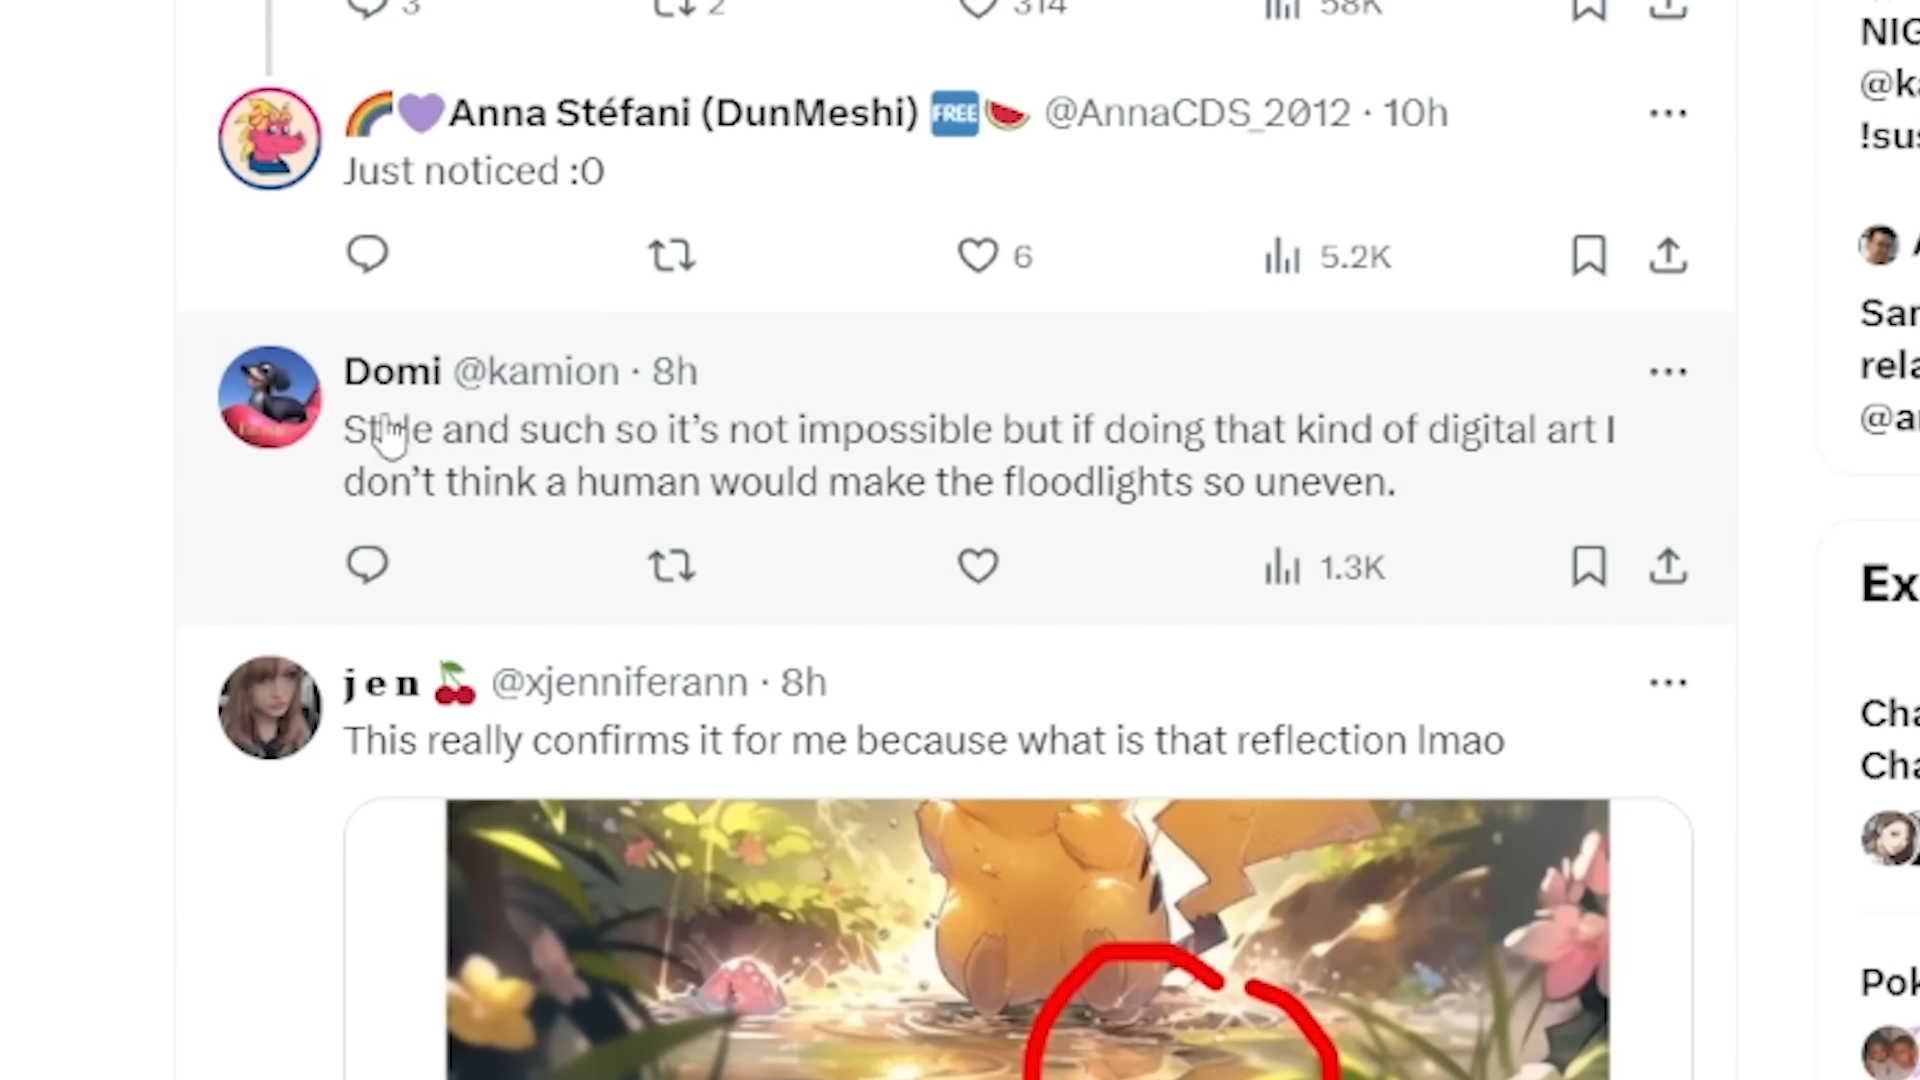 3 2 314 58K
Anna Stéfani (DunMeshi) FREE @AnnaCDS_2012 · 10h
Just noticed :0
6 5.2K
Domi @kamion · 8h
and such so it's not impossible but if doing that kind of digital art I
don't think a human would make the floodlights so uneven.
1.3K
jen @xjenniferann · 8h
This really confirms it for me because what is that reflection lmao
NIG
@ka
!sus
A
Sar
rela
@ar
Ex
Cha
Cha
Pok